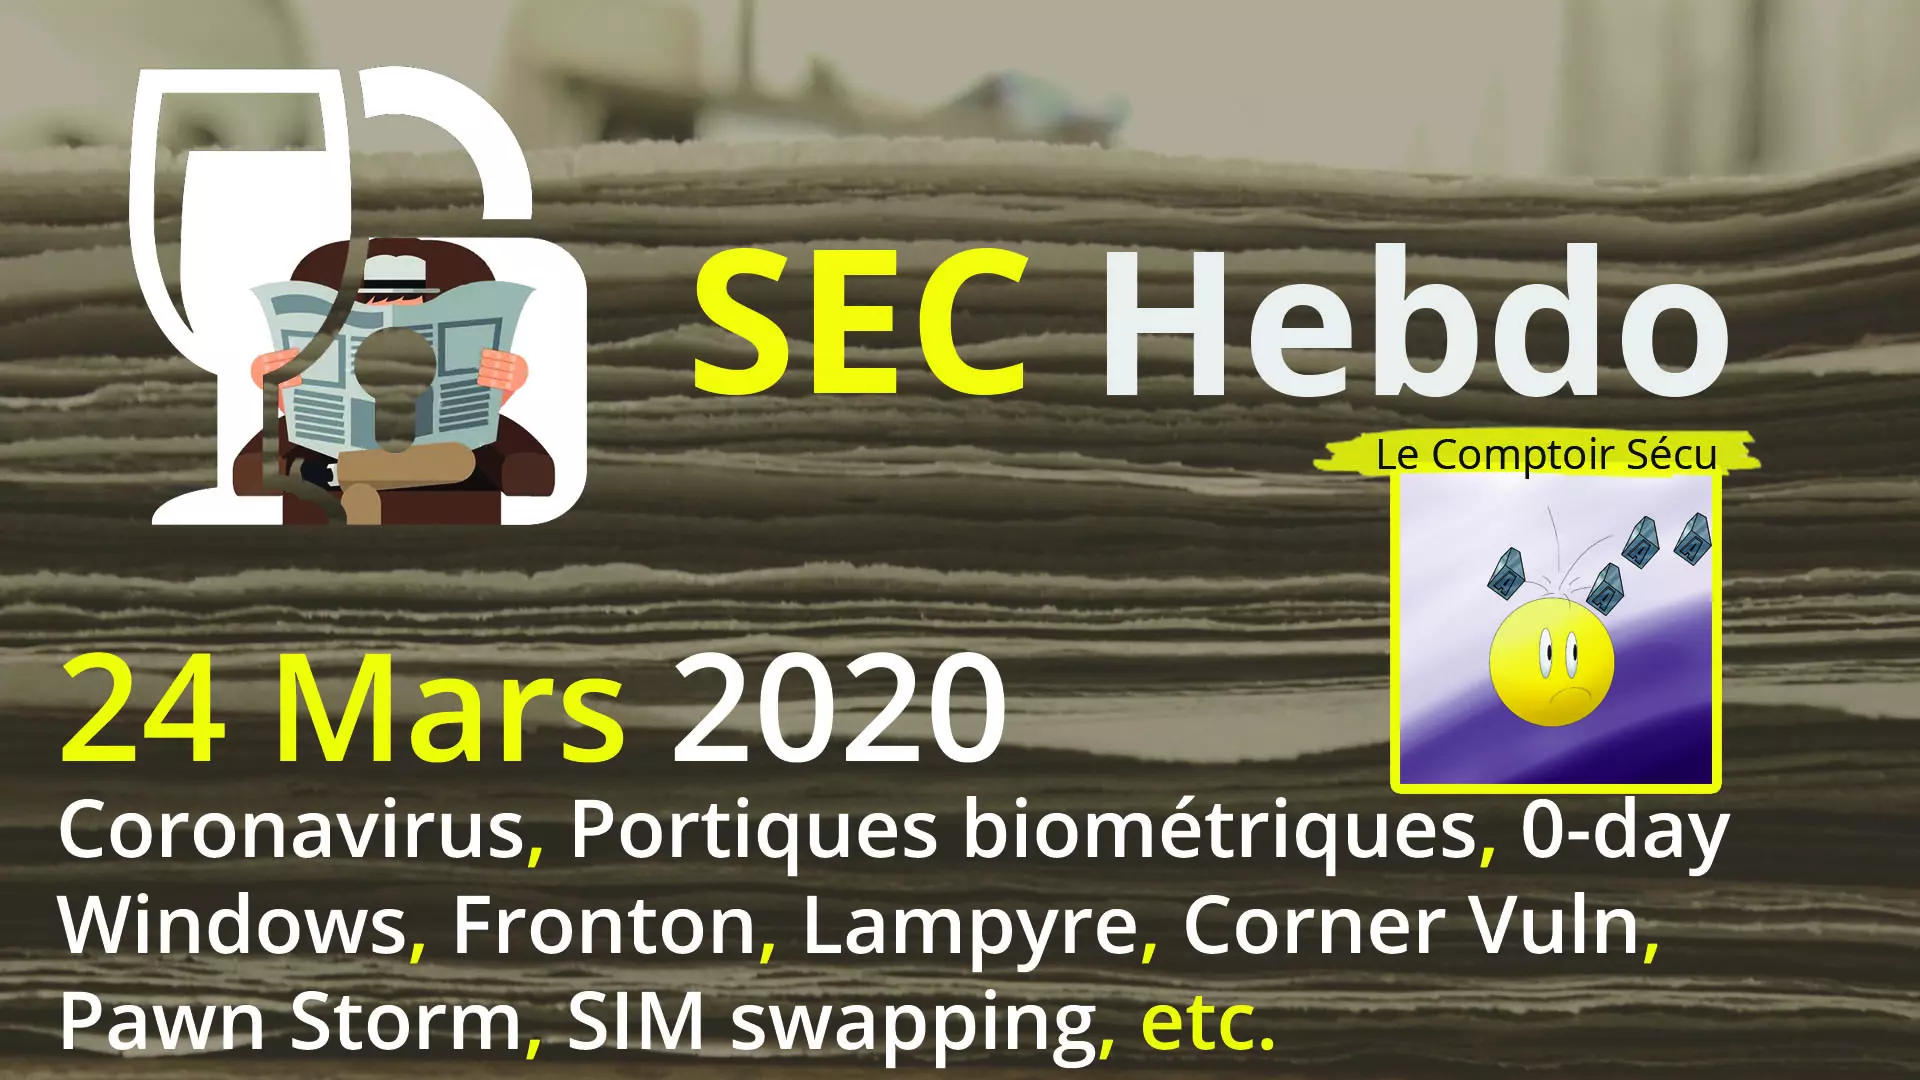 SEC Hebdo
Le Comptoir Sécu
A
A
A
A
24 Mars 2020
Coronavirus, Portiques biométriques, 0-day
Windows, Fronton, Lampyre, Corner Vuln,
Pawn Storm, SIM swapping, etc.